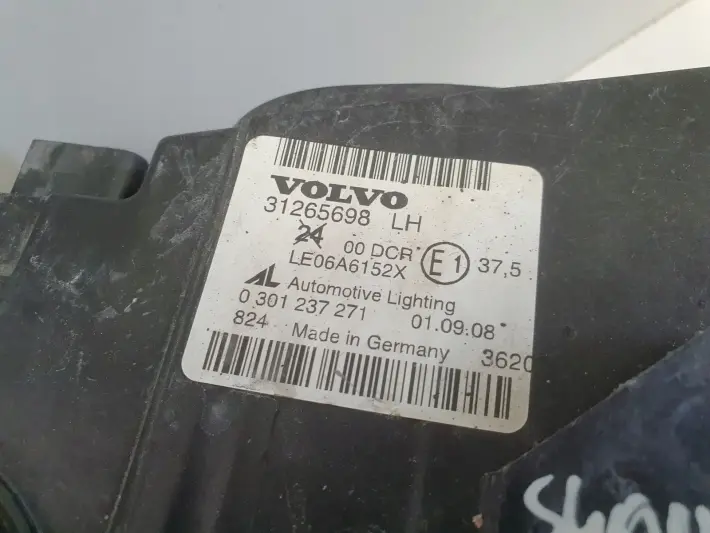 VOLVO
31265698 LH
24 00 DCR* E1 37,5
LE06A6152X
AL Automotive Lighting
0 301 237 271 01.09.08*
824 Made in Germany 3620